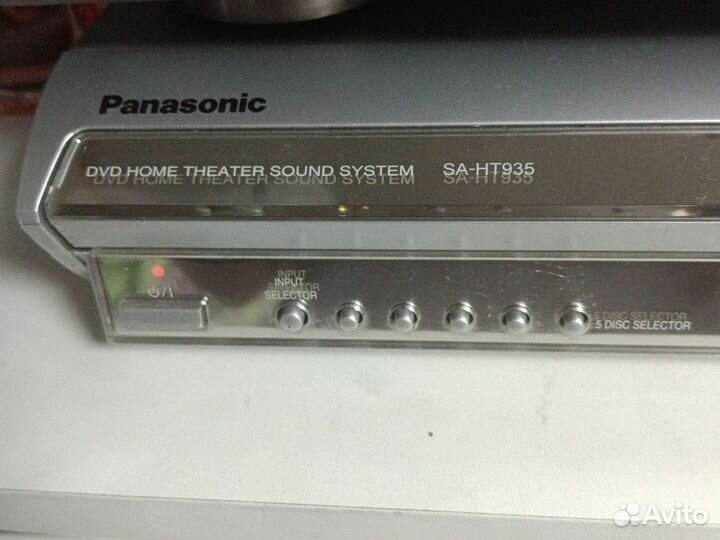 Panasonic
DVD HOME THEATER SOUND SYSTEM SA-HT935
INPUT
SELECTOR
5 DISC SELECTOR
Avito